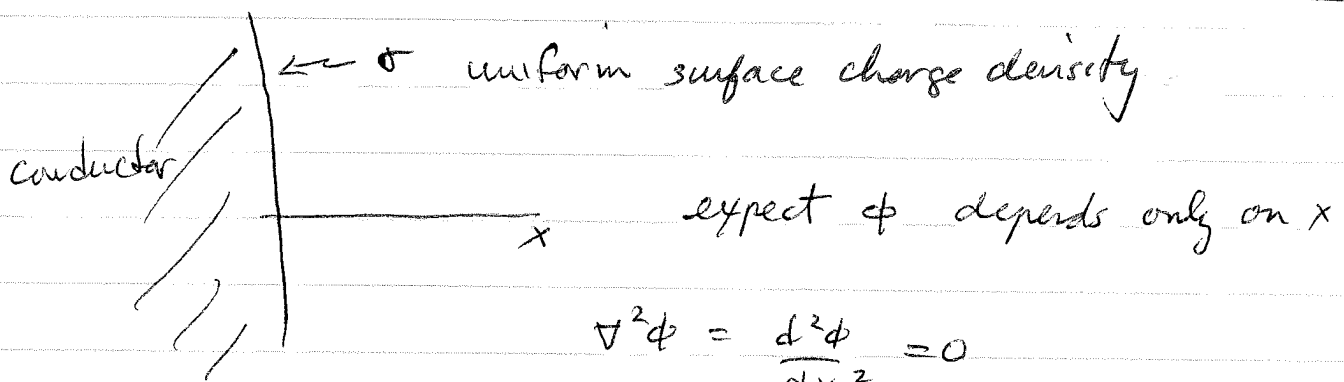 ← σ uniform surface charge density
conductor
x
expect ϕ depends only on x
∇²ϕ = d²ϕ/dx² = 0